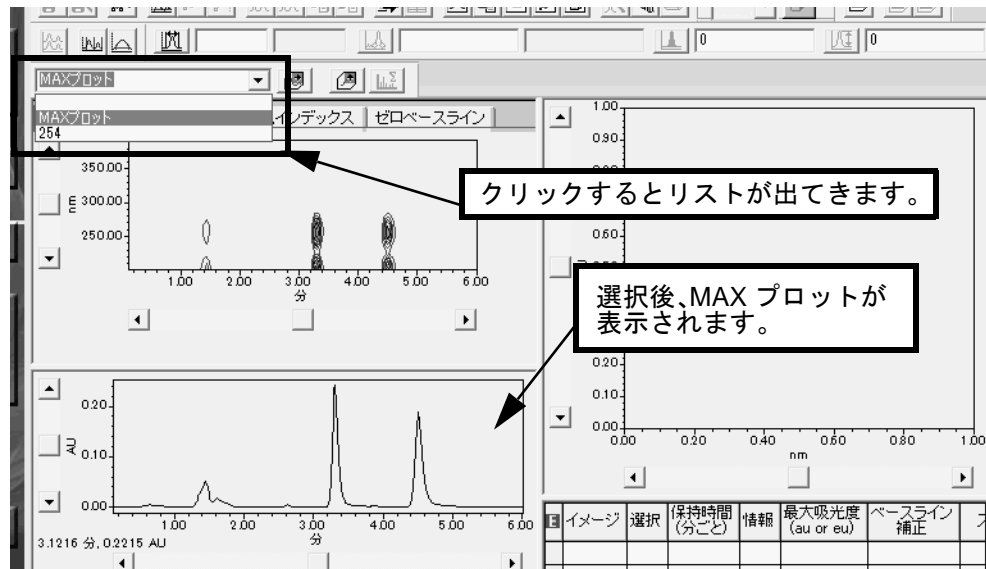 0
0
MAXプロット
MAXプロット
254
インデックス
ゼロベースライン
クリックするとリストが出てきます。
350.00
300.00
250.00
nm
1.00 2.00 3.00 4.00 5.00 6.00
分
1.00
0.90
0.60
選択後、MAX プロットが
表示されます。
0.20
0.10
0.00
0.00 0.20 0.40 0.60 0.80 1.00
nm
0.20
0.10
0.00
AU
1.00 2.00 3.00 4.00 5.00 6.00
分
3.1216 分, 0.2215 AU
E イメージ 選択 保持時間 情報 最大吸光度 ベースライン
(分ごと) (au or eu) 補正